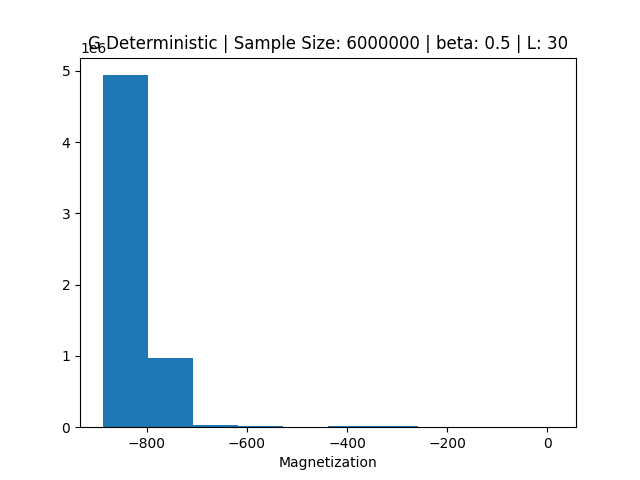 G Deterministic | Sample Size: 6000000 | beta: 0.5 | L: 30
1e6
5
4
3
2
1
0
−800 −600 −400 −200 0
Magnetization